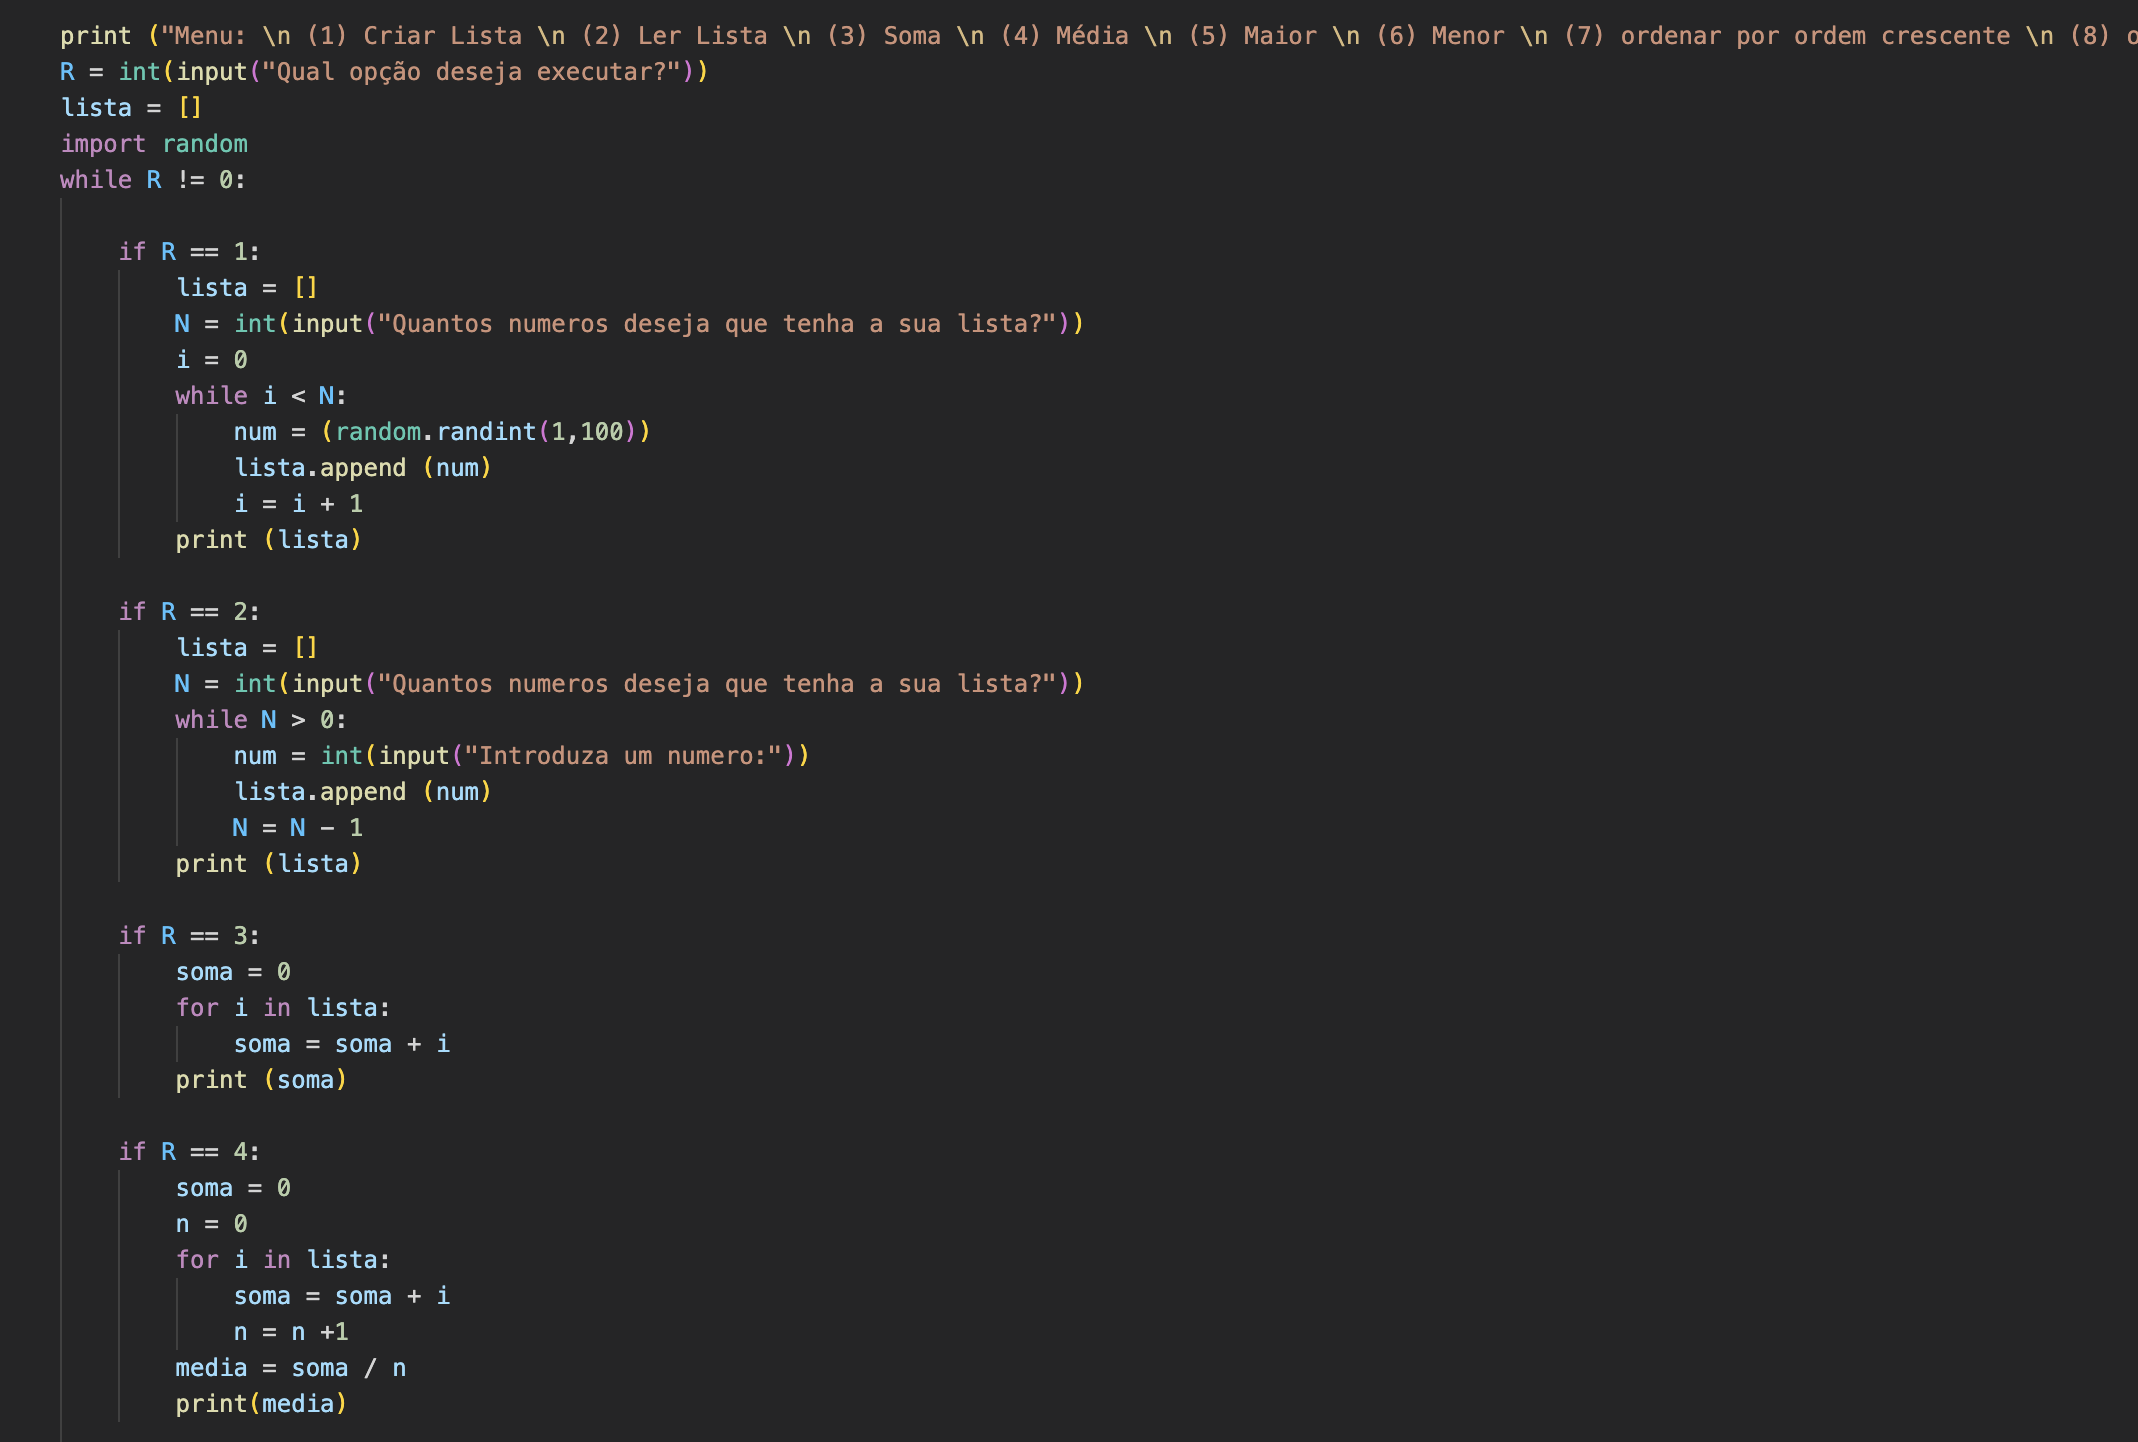 print ("Menu: \n (1) Criar Lista \n (2) Ler Lista \n (3) Soma \n (4) Média \n (5) Maior \n (6) Menor \n (7) ordenar por ordem crescente \n (8) o
R = int(input("Qual opção deseja executar?"))
lista = []
import random
while R != 0:
if R == 1:
lista = []
N = int(input("Quantos numeros deseja que tenha a sua lista?"))
i = 0
while i < N:
num = (random.randint(1,100))
lista.append (num)
i = i + 1
print (lista)
if R == 2:
lista = []
N = int(input("Quantos numeros deseja que tenha a sua lista?"))
while N > 0:
num = int(input("Introduza um numero:"))
lista.append (num)
N = N - 1
print (lista)
if R == 3:
soma = 0
for i in lista:
soma = soma + i
print (soma)
if R == 4:
soma = 0
n = 0
for i in lista:
soma = soma + i
n = n +1
media = soma / n
print(media)